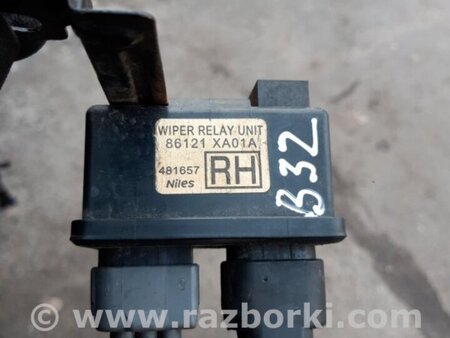 WIPER RELAY UNIT
86121 XA01A
481657 RH
Niles
B32
© www.razborki.com